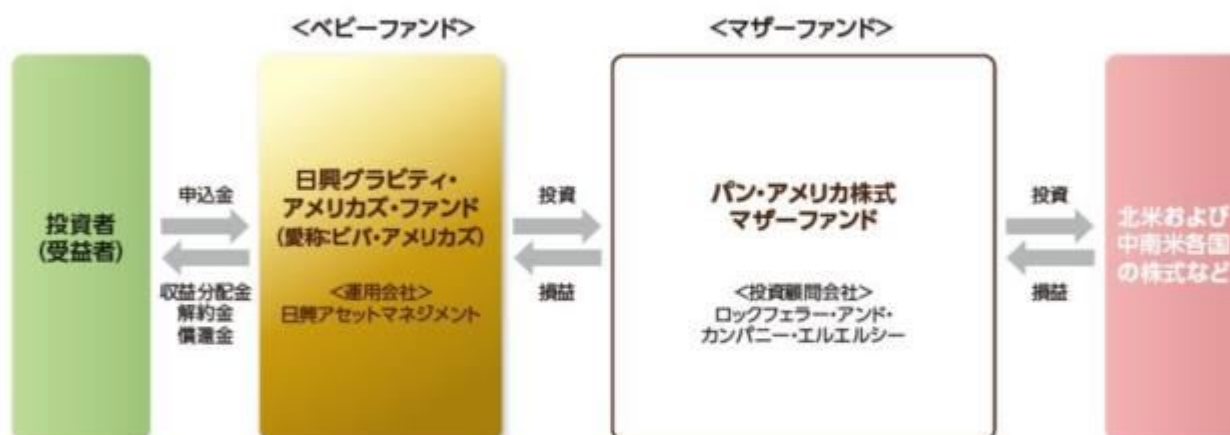 <ベビーファンド>
<マザーファンド>
投資者
(受益者)
申込金
収益分配金
解約金
償還金
日興グラビティ・
アメリカズ・ファンド
(愛称:ビバ・アメリカズ)
<運用会社>
日興アセットマネジメント
投資
損益
パン・アメリカ株式
マザーファンド
<投資顧問会社>
ロックフェラー・アンド・
カンパニー・エルエルシー
投資
損益
北米および
中南米各国
の株式など